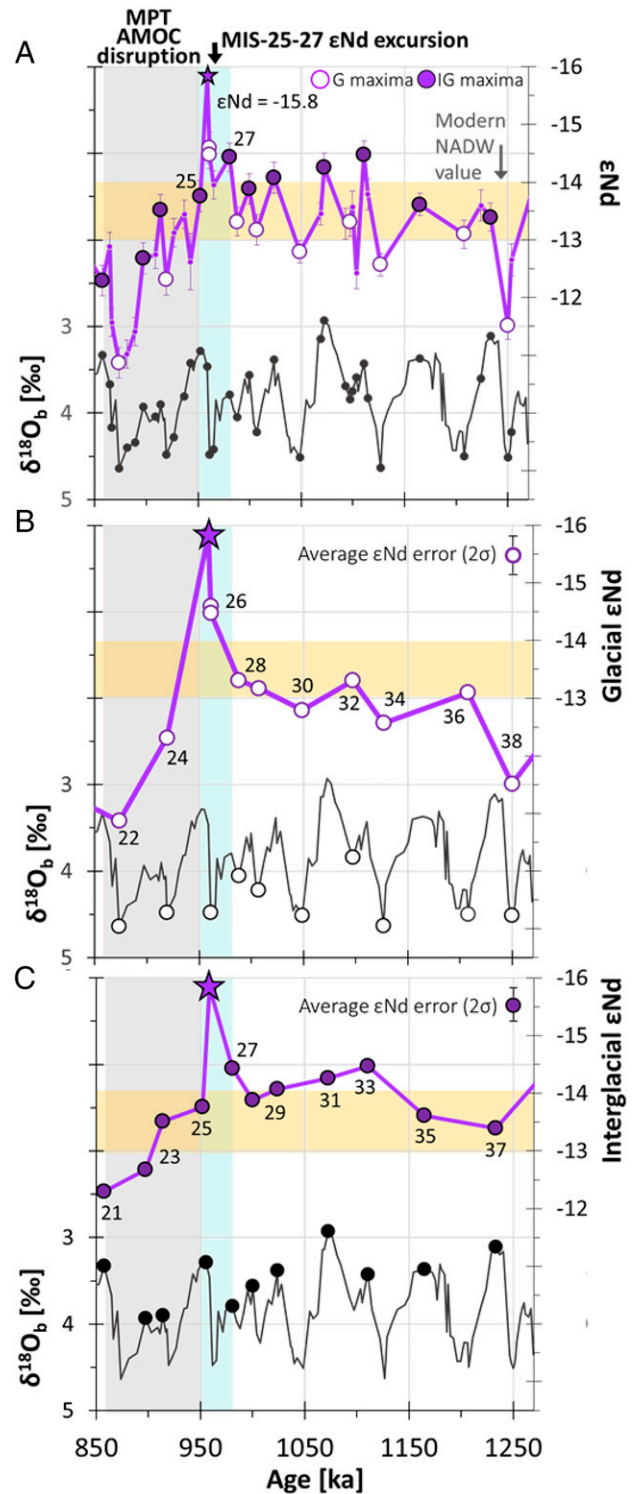 MPT
AMOC
disruption
MIS-25-27 εNd excursion
A
-16
G maxima
IG maxima
εNd = -15.8
-15
27
Modern
NADW
value
25
-14
εNd
-13
-12
3
δ18Ob [‰]
4
5
B
-16
Average εNd error (2σ)
-15
26
Glacial εNd
-14
28
30
32
34
36
38
-13
24
22
3
δ18Ob [‰]
4
5
C
-16
Average εNd error (2σ)
-15
27
Interglacial εNd
-14
25
29
31
33
35
37
23
-13
21
-12
3
δ18Ob [‰]
4
5
850
950
1050
1150
1250
Age [ka]